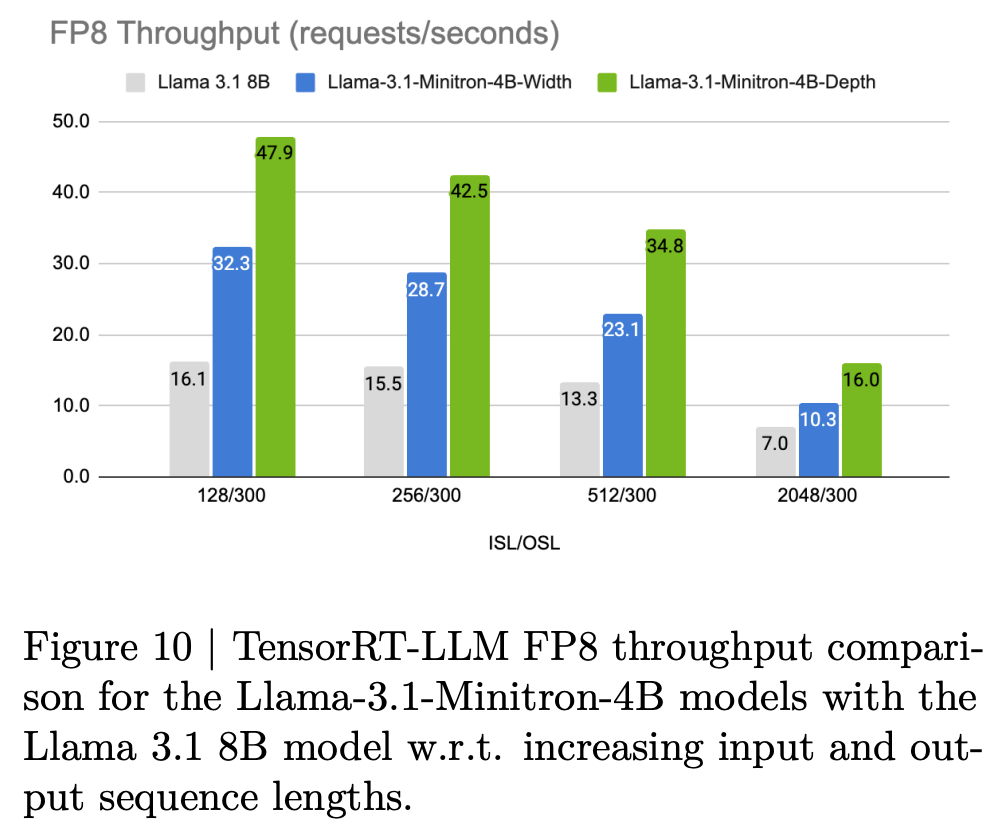 FP8 Throughput (requests/seconds)
Llama 3.1 8B Llama-3.1-Minitron-4B-Width Llama-3.1-Minitron-4B-Depth
50.0
40.0
30.0
20.0
10.0
0.0
16.1 32.3 47.9
15.5 28.7 42.5
13.3 23.1 34.8
7.0 10.3 16.0
128/300 256/300 512/300 2048/300
ISL/OSL
Figure 10 | TensorRT-LLM FP8 throughput compari-
son for the Llama-3.1-Minitron-4B models with the
Llama 3.1 8B model w.r.t. increasing input and out-
put sequence lengths.